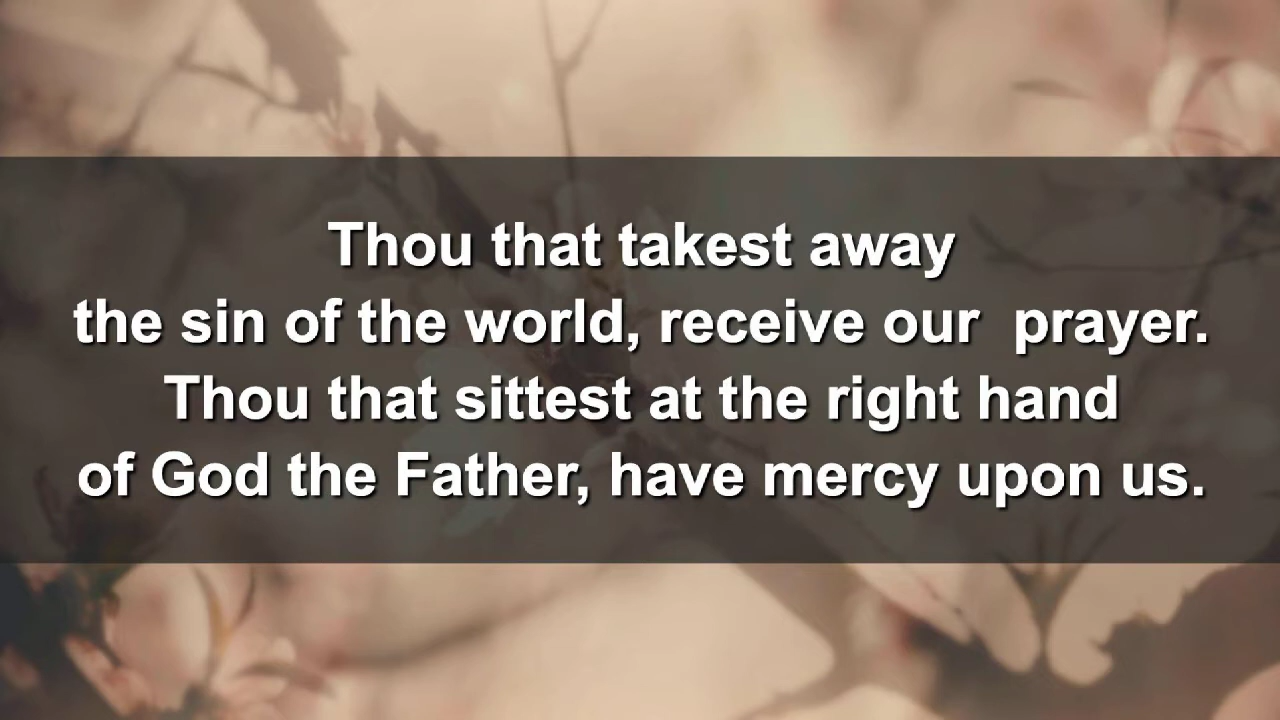 Thou that takest away
the sin of the world, receive our  prayer.
Thou that sittest at the right hand
of God the Father, have mercy upon us.